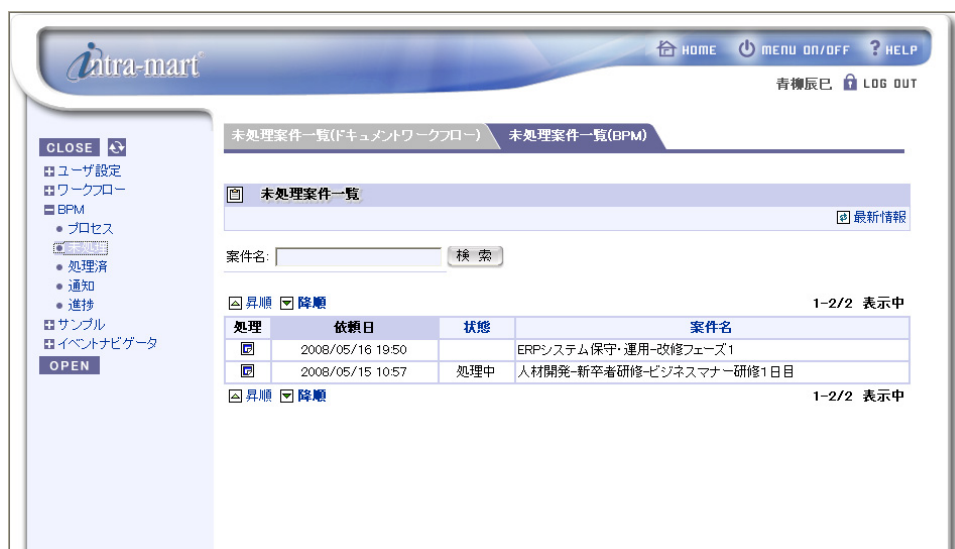 intra-mart
HOME MENU ON/OFF ? HELP
青柳辰巳 LOG OUT
未処理案件一覧(ドキュメントワークフロー) 未処理案件一覧(BPM)
CLOSE
ユーザ設定
ワークフロー
BPM
プロセス
未処理
処理済
通知
進捗
サンプル
イベントナビゲータ
OPEN
未処理案件一覧
最新情報
案件名: 検 索
昇順 降順 1-2/2 表示中
処理 依頼日 状態 案件名
2008/05/16 19:50 ERPシステム保守・運用-改修フェーズ1
2008/05/15 10:57 処理中 人材開発-新卒者研修-ビジネスマナー研修1日目
昇順 降順 1-2/2 表示中